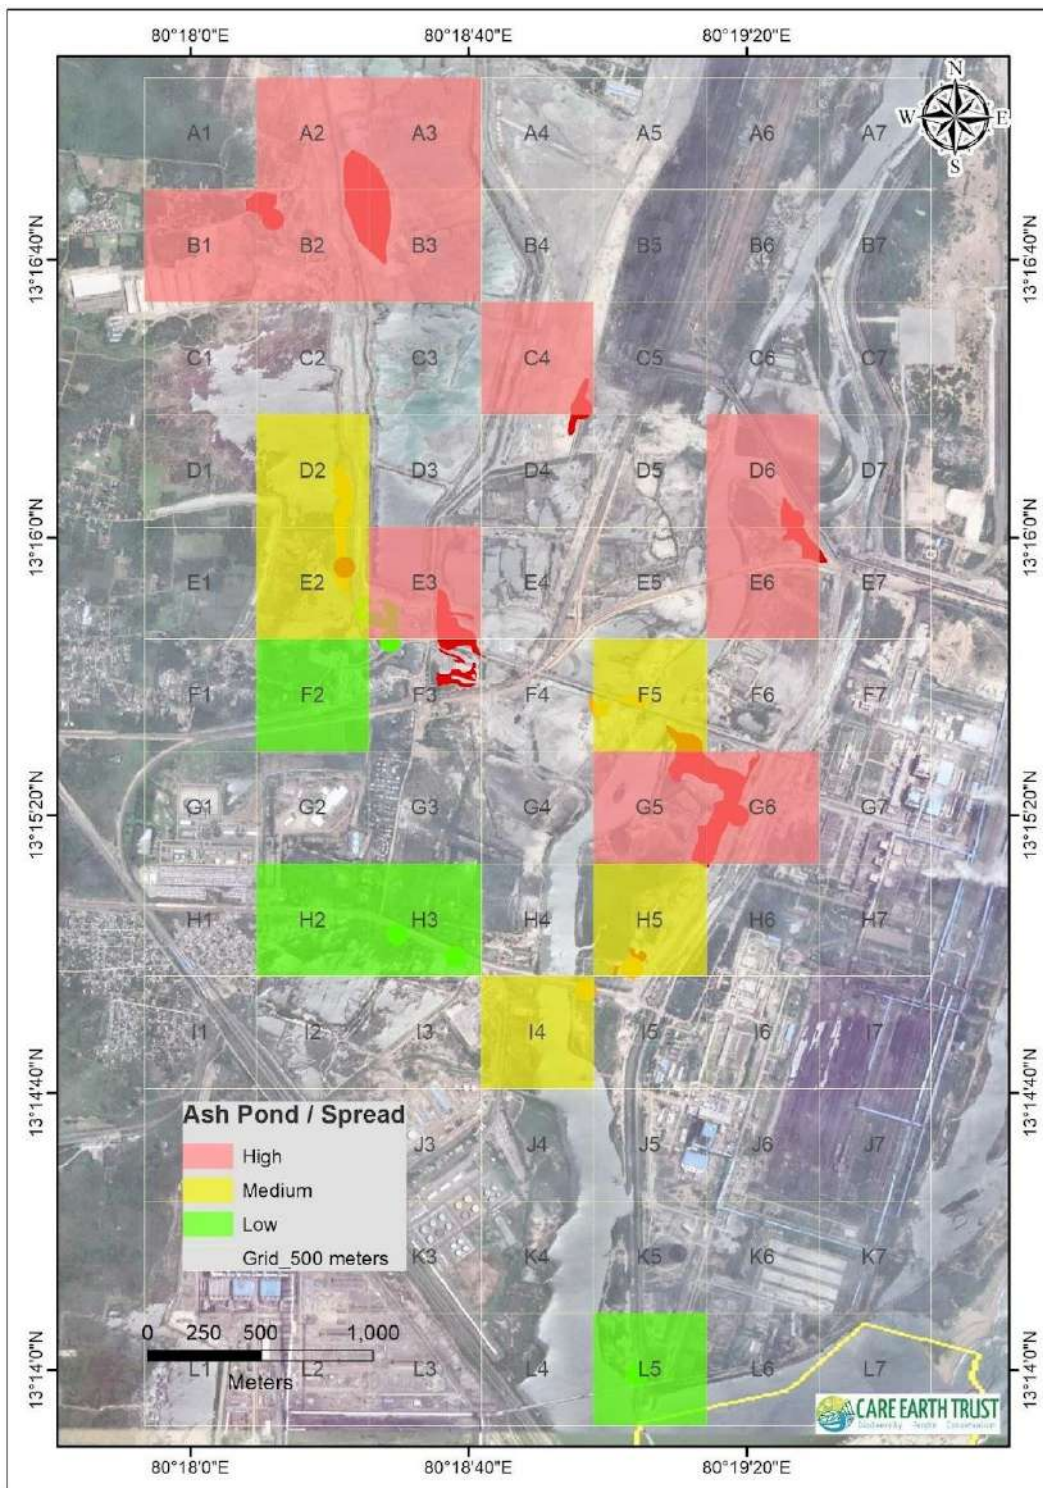 80°18'0"E 80°18'40"E 80°19'20"E
N
W E
S
A1 A2 A3 A4 A5 A6 A7
13°16'40"N 13°16'40"N
B1 B2 B3 B4 B5 B6 B7
C1 C2 C3 C4 C5 C6 C7
D1 D2 D3 D4 D5 D6 D7
13°16'0"N 13°16'0"N
E1 E2 E3 E4 E5 E6 E7
F1 F2 F3 F4 F5 F6 F7
13°15'20"N 13°15'20"N
G1 G2 G3 G4 G5 G6 G7
H1 H2 H3 H4 H5 H6 H7
I1 I2 I3 I4 I5 I6 I7
13°14'40"N 13°14'40"N
Ash Pond / Spread
High
Medium
Low
Grid_500 meters
J3 J4 J5 J6 J7
K3 K4 K5 K6 K7
0 250 500 1,000
Meters
13°14'0"N 13°14'0"N
L1 L2 L3 L4 L5 L6 L7
CARE EARTH TRUST
Biodiversity People Conservation
80°18'0"E 80°18'40"E 80°19'20"E